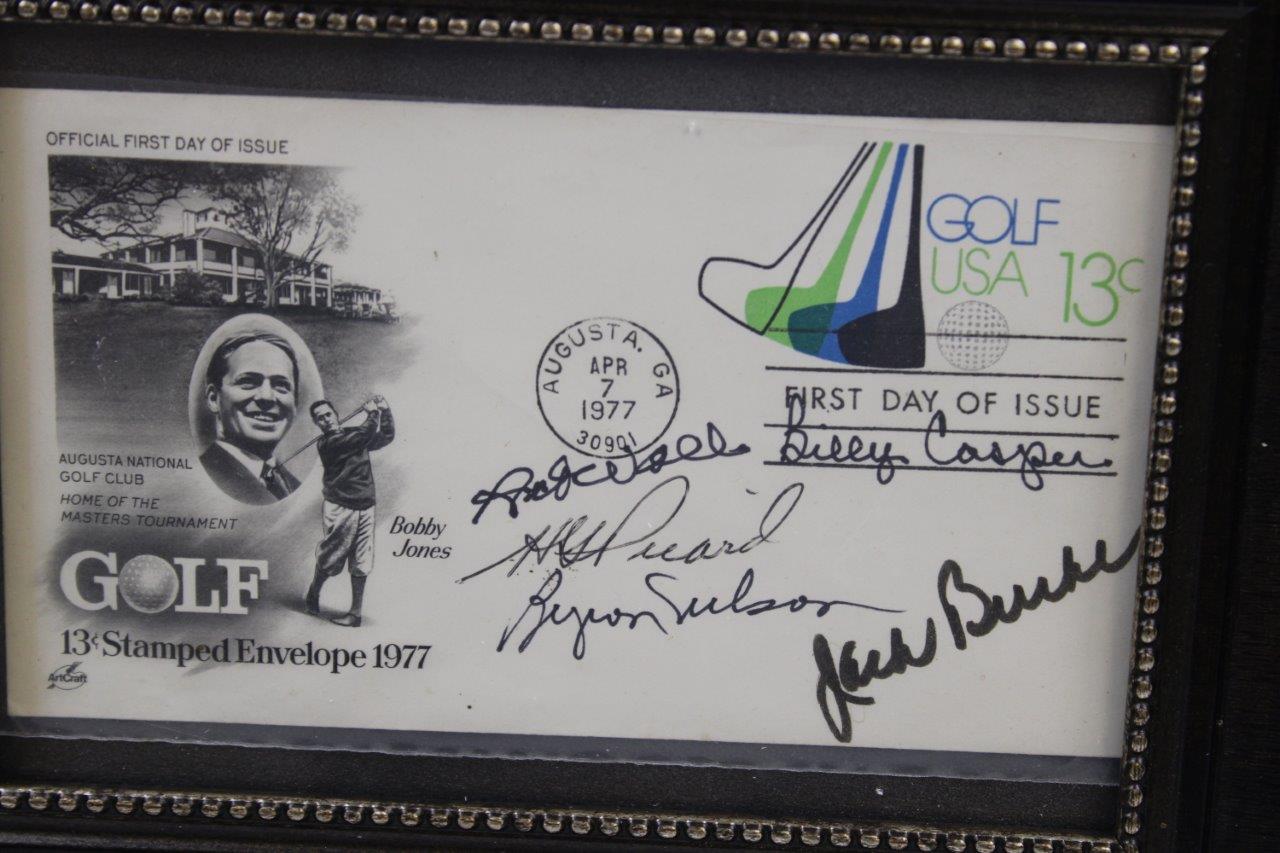 OFFICIAL FIRST DAY OF ISSUE
AUGUSTA NATIONAL
GOLF CLUB
HOME OF THE
MASTERS TOURNAMENT
Bobby
Jones
GOLF
13¢ Stamped Envelope 1977
ArtCraft
AUGUSTA, GA
APR
7
1977
30901
GOLF
USA 13c
FIRST DAY OF ISSUE
Billy Casper
H G Picard
Byron Nelson
Jack Burke